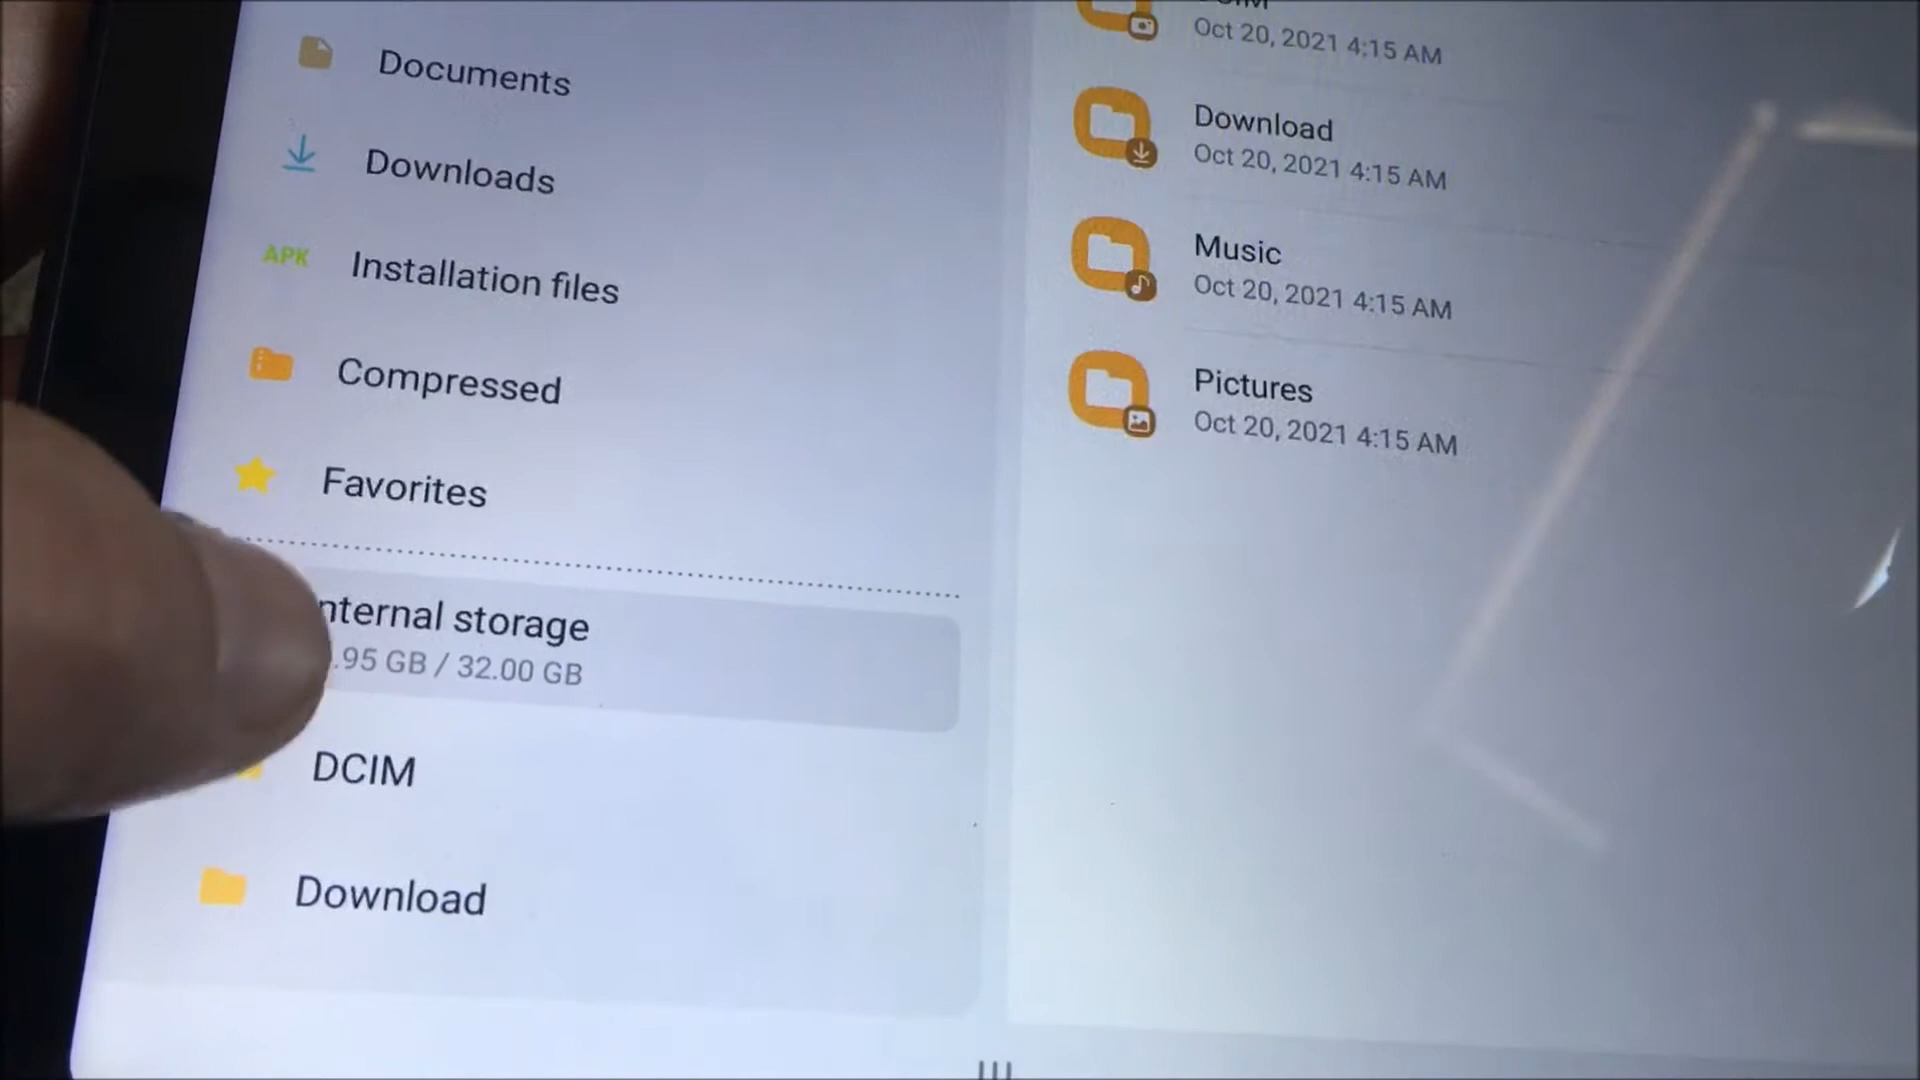 Documents
Downloads
APK Installation files
Compressed
Favorites
nternal storage
.95 GB / 32.00 GB
DCIM
Download
Oct 20, 2021 4:15 AM
Download
Oct 20, 2021 4:15 AM
Music
Oct 20, 2021 4:15 AM
Pictures
Oct 20, 2021 4:15 AM